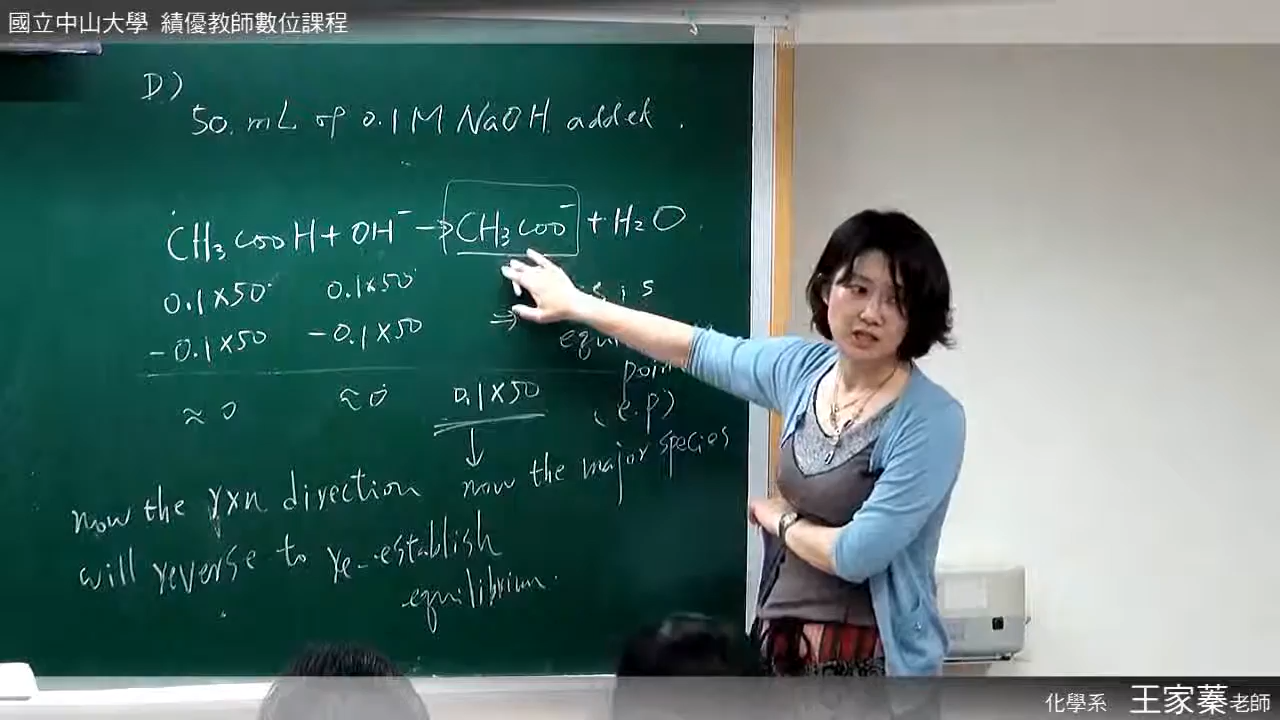 國立中山大學 績優教師數位課程
D)
50. mL of 0.1M NaOH added.
CH₃COOH + OH⁻ → CH₃COO⁻ + H₂O
0.1×50 0.1×50 s is
-0.1×50 -0.1×50 ⇒ equi
poin
≈0 ≈0 0.1×50 (e.p)
↓
now the rxn direction now the major species
will reverse to re-establish
equilibrium.
化學系 王家蓁老師